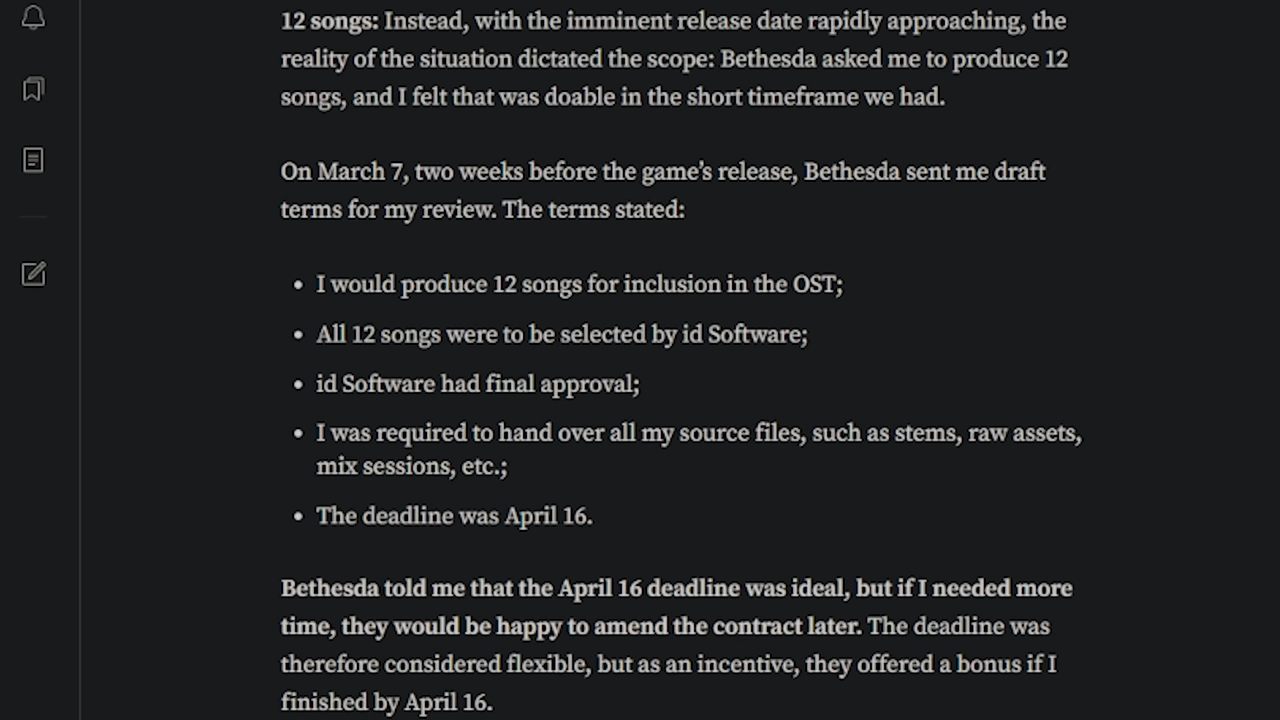 12 songs: Instead, with the imminent release date rapidly approaching, the
reality of the situation dictated the scope: Bethesda asked me to produce 12
songs, and I felt that was doable in the short timeframe we had.
On March 7, two weeks before the game’s release, Bethesda sent me draft
terms for my review. The terms stated:
• I would produce 12 songs for inclusion in the OST;
• All 12 songs were to be selected by id Software;
• id Software had final approval;
• I was required to hand over all my source files, such as stems, raw assets,
mix sessions, etc.;
• The deadline was April 16.
Bethesda told me that the April 16 deadline was ideal, but if I needed more
time, they would be happy to amend the contract later. The deadline was
therefore considered flexible, but as an incentive, they offered a bonus if I
finished by April 16.